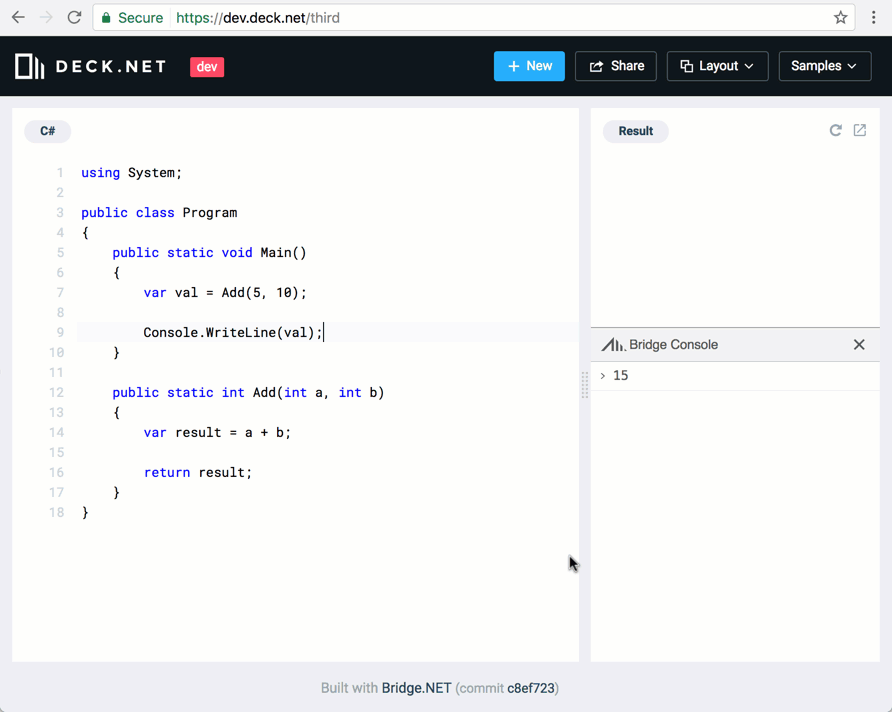 Secure https://dev.deck.net/third
DECK.NET dev + New Share Layout Samples
C#
1 using System;
2
3 public class Program
4 {
5     public static void Main()
6     {
7         var val = Add(5, 10);
8
9         Console.WriteLine(val);
10     }
11
12     public static int Add(int a, int b)
13     {
14         var result = a + b;
15
16         return result;
17     }
18 }
Result
Bridge Console
> 15
Built with Bridge.NET (commit c8ef723)